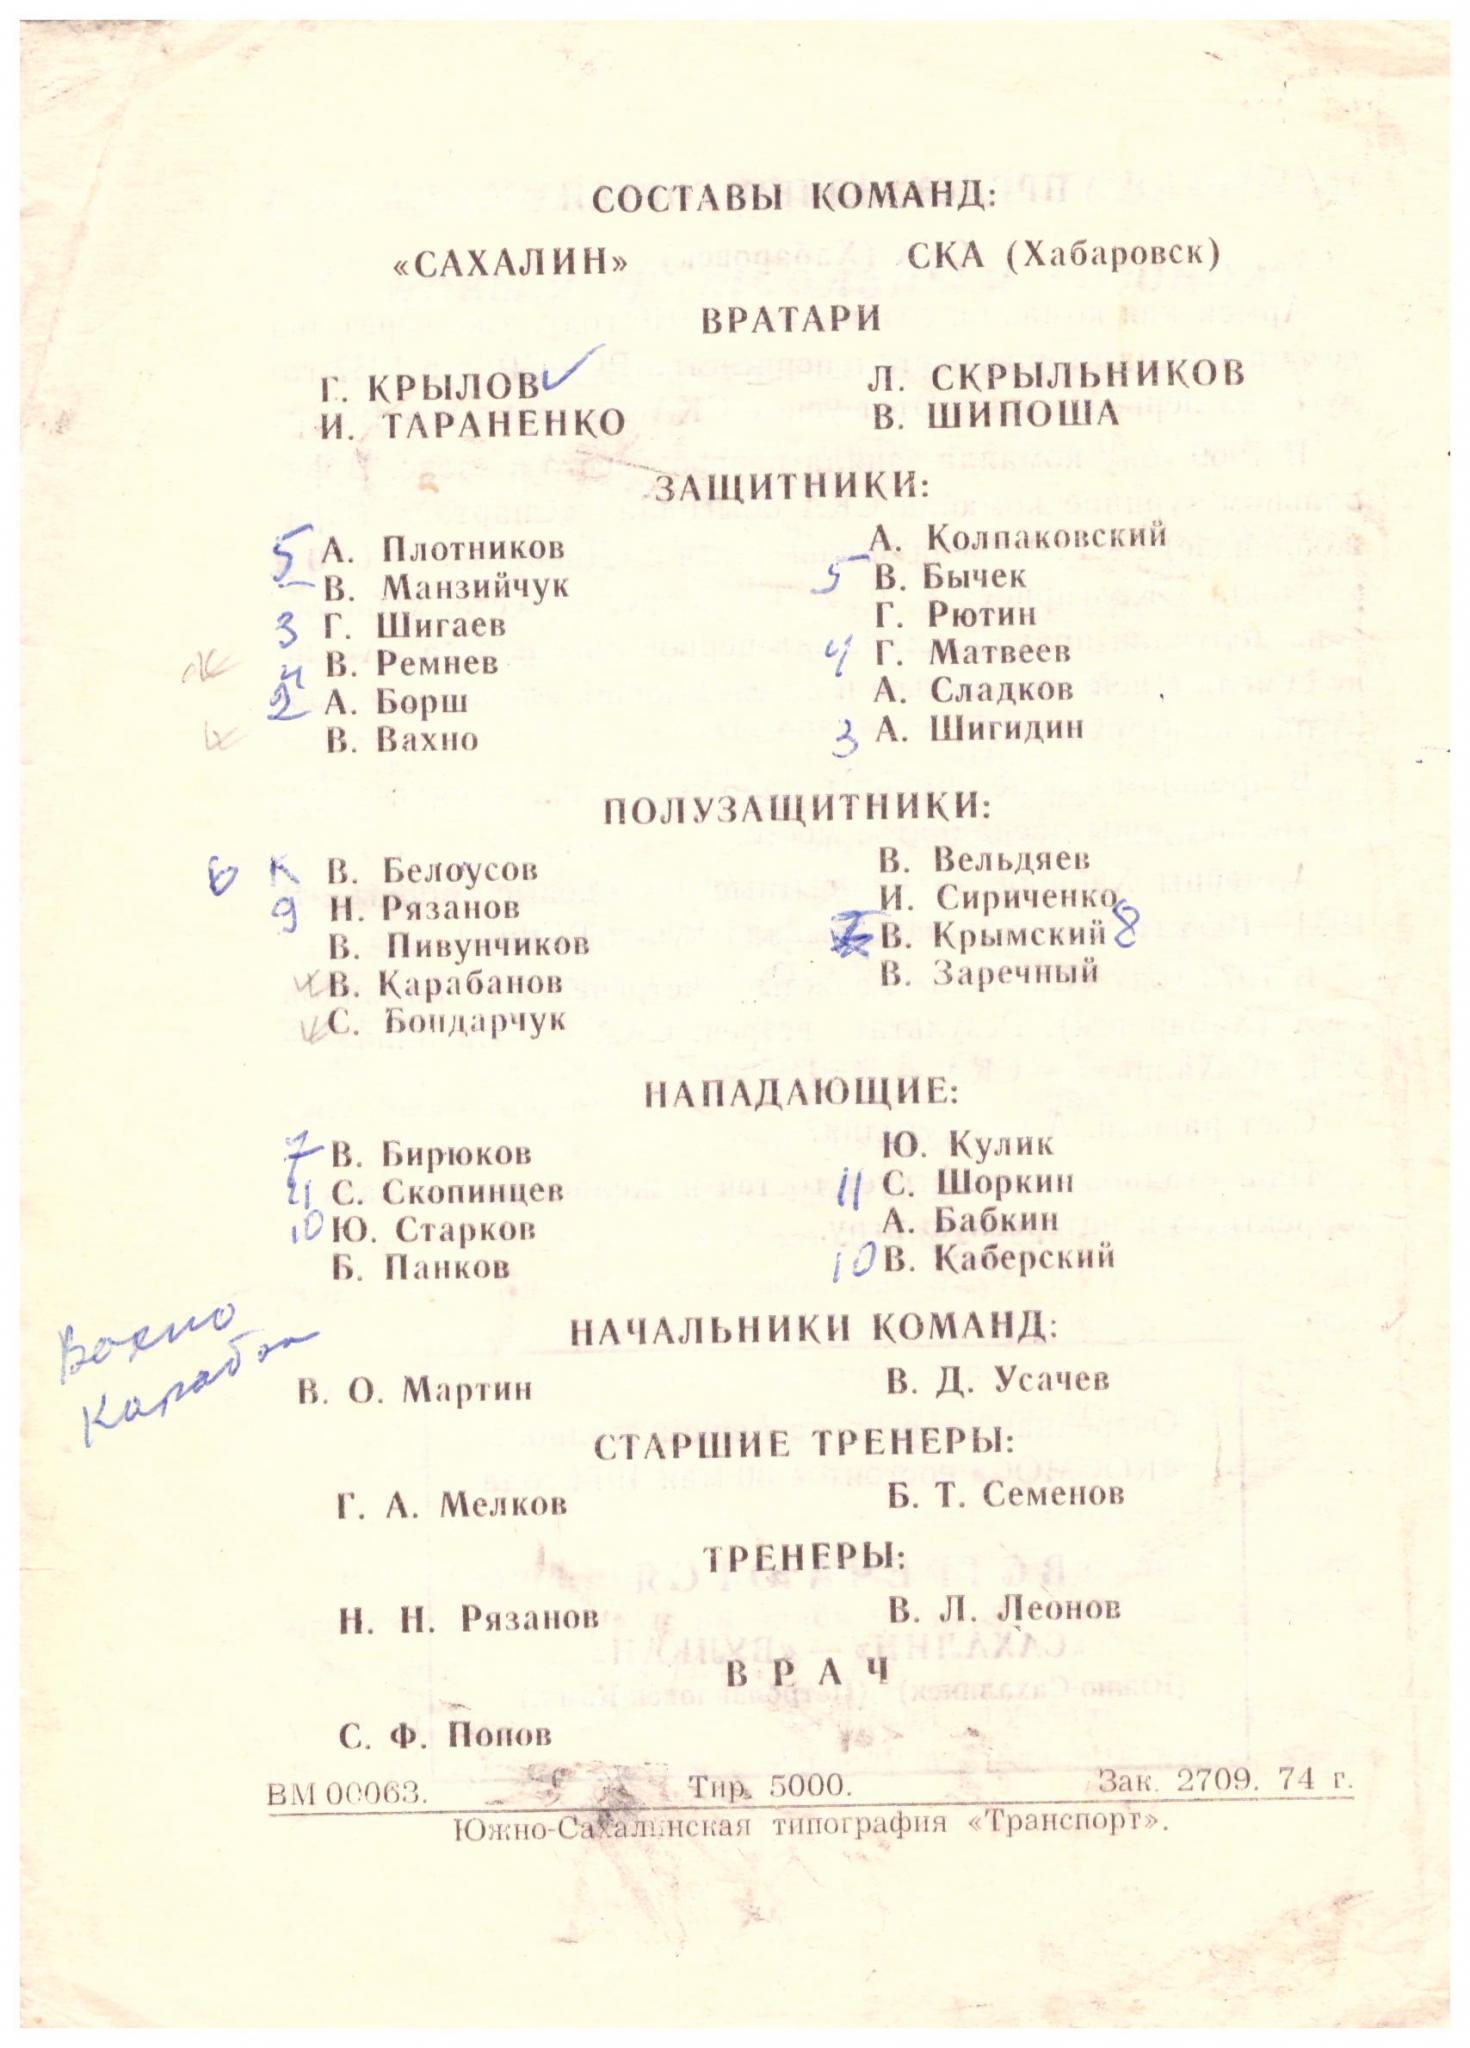 СОСТАВЫ КОМАНД:
«САХАЛИН» СКА (Хабаровск)
ВРАТАРИ
Г. КРЫЛОВ ✓ Л. СКРЫЛЬНИКОВ
И. ТАРАНЕНКО В. ШИПОША
ЗАЩИТНИКИ:
5 А. Плотников А. Колпаковский
В. Манзийчук 5 В. Бычек
3 Г. Шигаев Г. Рютин
4 В. Ремнев 4 Г. Матвеев
2 А. Борш А. Сладков
В. Вахно 3 А. Шигидин
ПОЛУЗАЩИТНИКИ:
6 К В. Белоусов В. Вельдяев
9 Н. Рязанов И. Сириченко
В. Пивунчиков 7 В. Крымский 8
В. Карабанов В. Заречный
С. Бондарчук
НАПАДАЮЩИЕ:
7 В. Бирюков Ю. Кулик
11 С. Скопинцев 11 С. Шоркин
10 Ю. Старков А. Бабкин
Б. Панков 10 В. Каберский
Вахно
Карабан
НАЧАЛЬНИКИ КОМАНД:
В. О. Мартин В. Д. Усачев
СТАРШИЕ ТРЕНЕРЫ:
Г. А. Мелков Б. Т. Семенов
ТРЕНЕРЫ:
Н. Н. Рязанов В. Л. Леонов
ВРАЧ
С. Ф. Попов
ВМ 00063. Тир. 5000. Зак. 2709. 74 г.
Южно-Сахалинская типография «Транспорт».